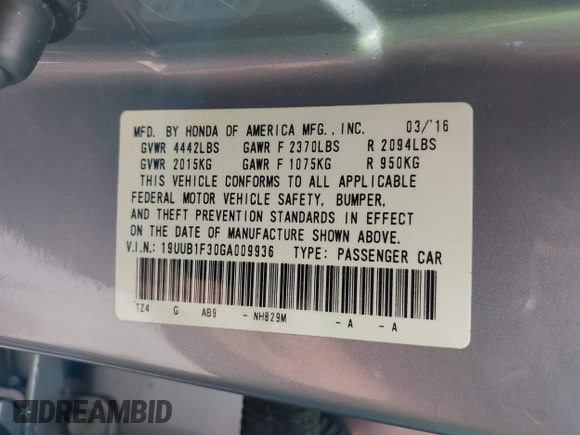 MFD. BY HONDA OF AMERICA MFG., INC. 03/'16
GVWR 4442LBS GAWR F 2370LBS R 2094LBS
GVWR 2015KG GAWR F 1075KG R 950KG
THIS VEHICLE CONFORMS TO ALL APPLICABLE
FEDERAL MOTOR VEHICLE SAFETY, BUMPER,
AND THEFT PREVENTION STANDARDS IN EFFECT
ON THE DATE OF MANUFACTURE SHOWN ABOVE.
V.I.N.: 19UUB1F30GA009936 TYPE: PASSENGER CAR
TZ4 G AB9 - NH829M - A - A
DREAMBID